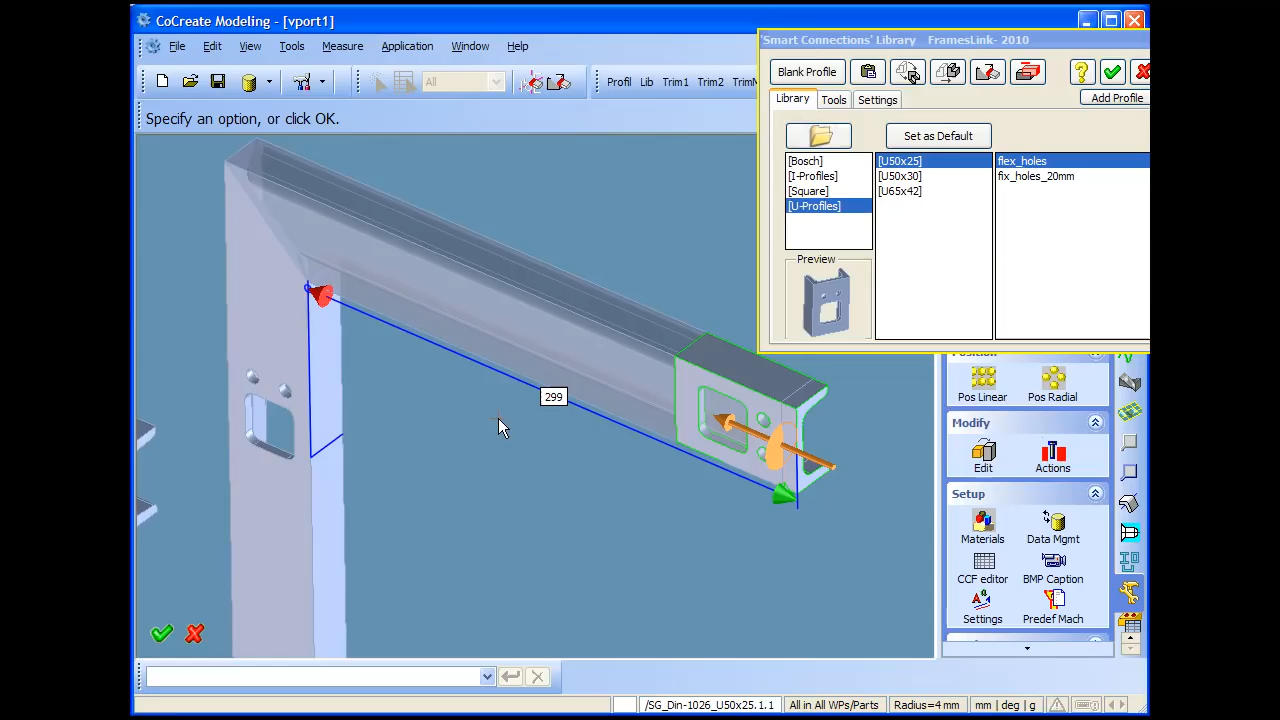 CoCreate Modeling - [vport1]
File Edit View Tools Measure Application Window Help
All
Profil Lib Trim1 Trim2 TrimN
Specify an option, or click OK.
'Smart Connections' Library FramesLink- 2010
Blank Profile
Library Tools Settings
Add Profile
Set as Default
[Bosch]
[I-Profiles]
[Square]
[U-Profiles]
[U50x25]
[U50x30]
[U65x42]
flex_holes
fix_holes_20mm
Preview
299
Position
Pos Linear Pos Radial
Modify
Edit Actions
Setup
Materials Data Mgmt
CCF editor BMP Caption
Settings Predef Mach
/SG_Din-1026_U50x25.1.1 All in All WPs/Parts Radius=4 mm mm | deg | g